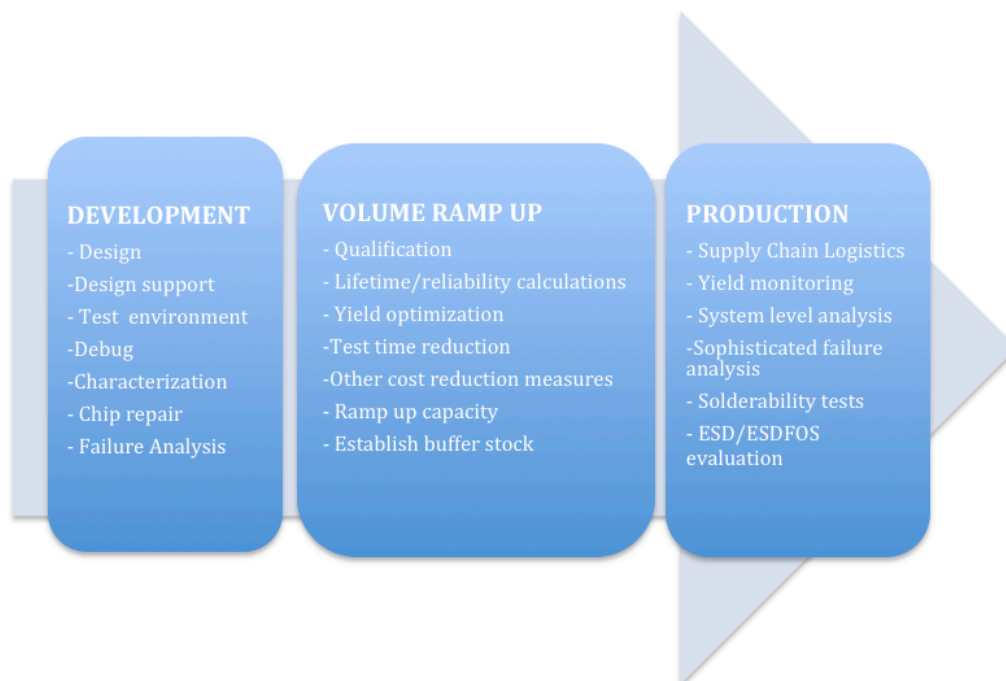 DEVELOPMENT
- Design
-Design support
- Test environment
-Debug
-Characterization
- Chip repair
- Failure Analysis
VOLUME RAMP UP
- Qualification
- Lifetime/reliability calculations
- Yield optimization
-Test time reduction
-Other cost reduction measures
- Ramp up capacity
- Establish buffer stock
PRODUCTION
- Supply Chain Logistics
- Yield monitoring
- System level analysis
-Sophisticated failure
analysis
- Solderability tests
- ESD/ESDFOS
evaluation